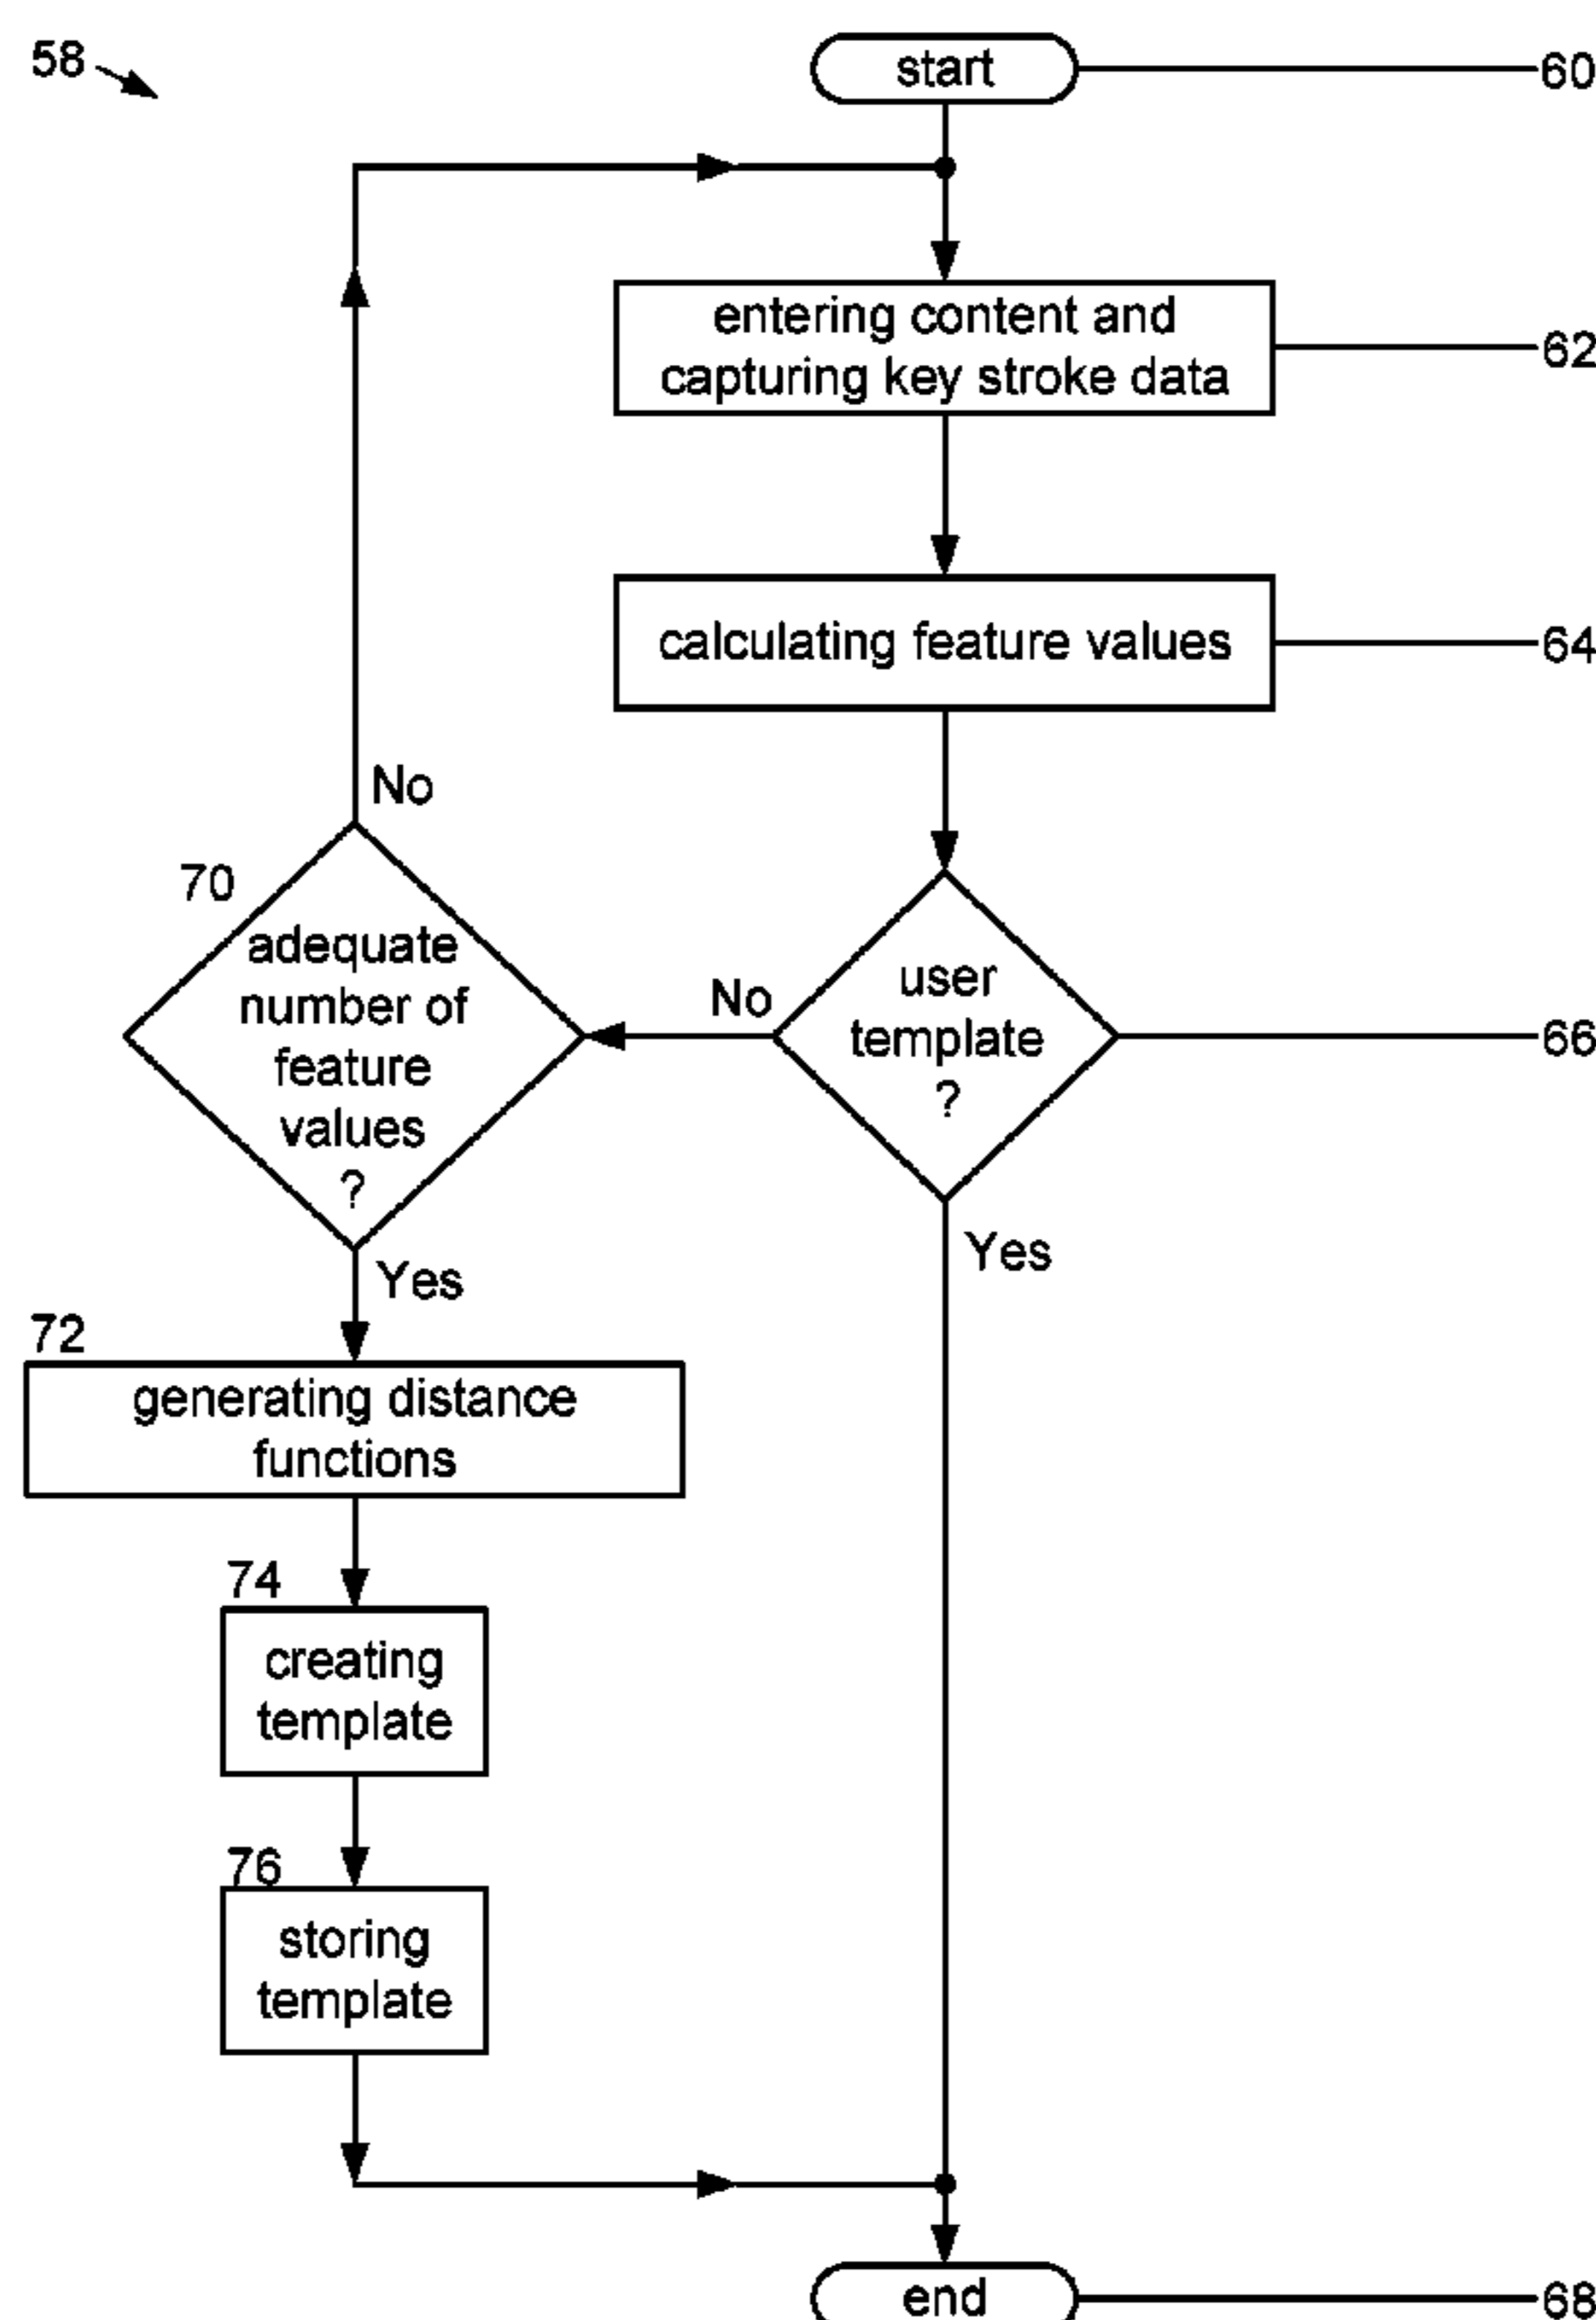 58
start
60
entering content and
capturing key stroke data
62
calculating feature values
64
No
70
adequate
number of
feature
values
?
No
user
template
?
66
Yes
Yes
72
generating distance
functions
74
creating
template
76
storing
template
end
68